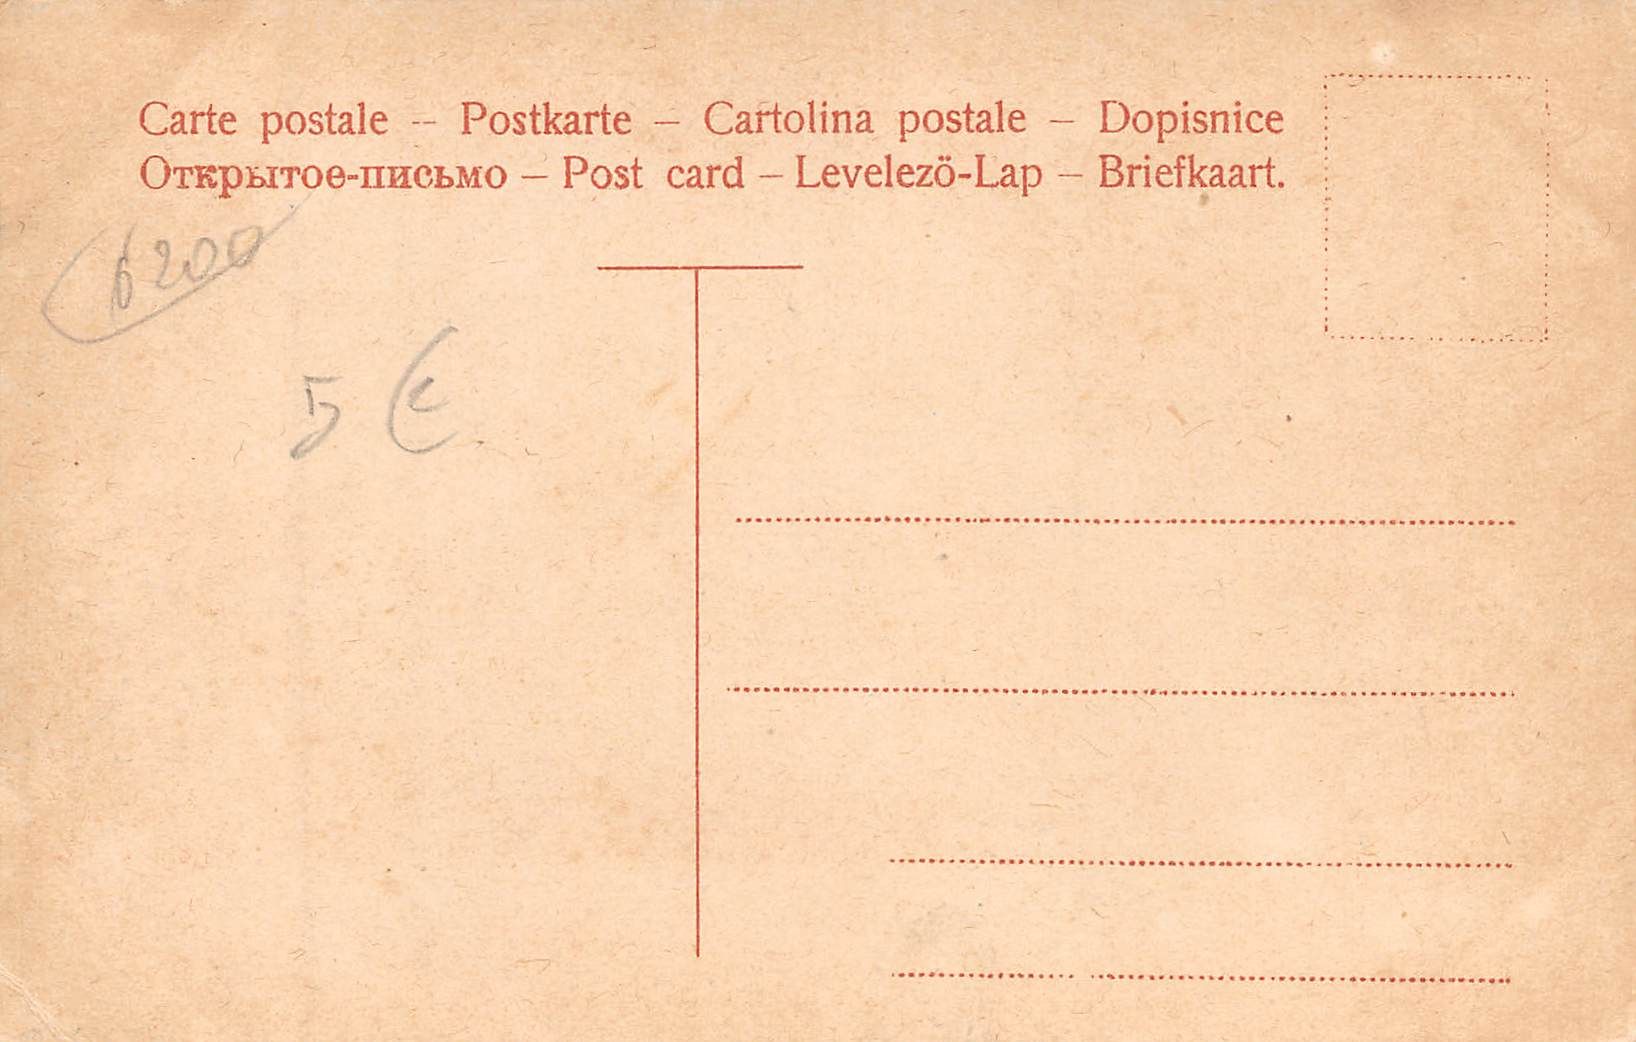 Carte postale -- Postkarte – Cartolina postale – Dopisnice
Открытое-письмо – Post card – Levelezö-Lap – Briefkaart.
6200
5 €